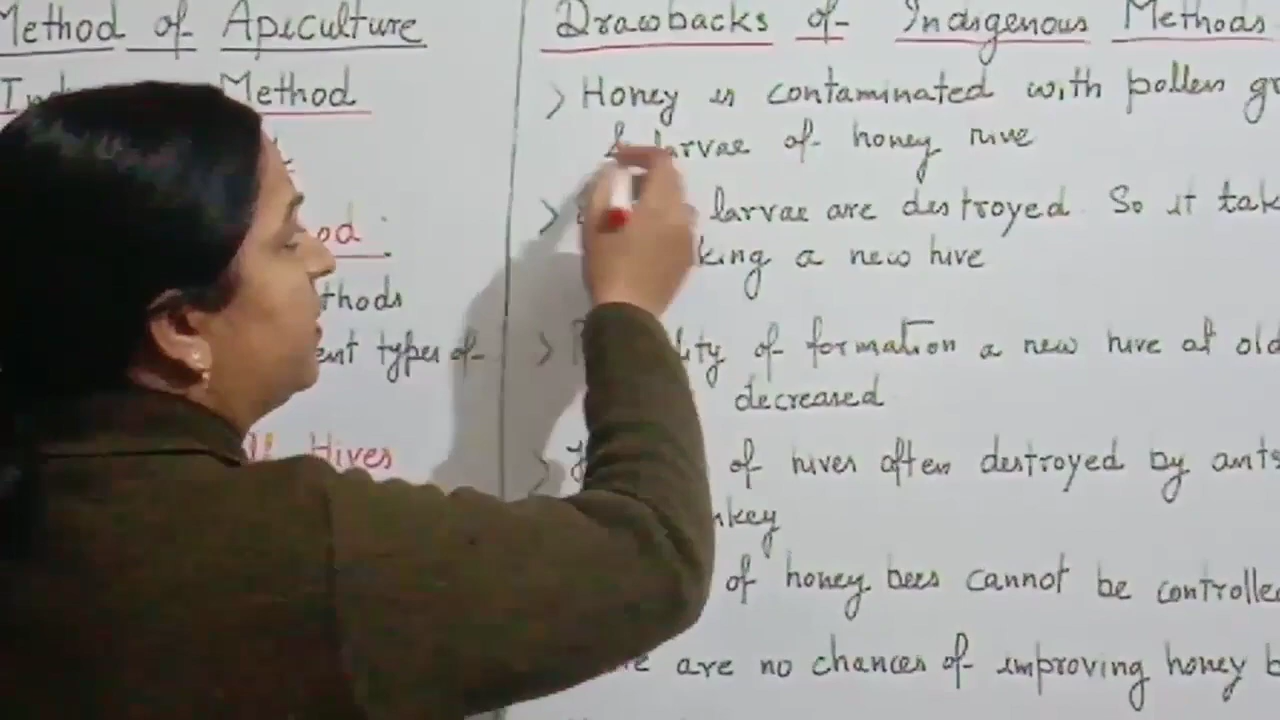 Method of Apiculture
Method
od :
thods
ent types of
Hives
Drawbacks of Indigenous Methods
> Honey is contaminated with pollen gr
& larvae of honey hive
> larvae are destroyed. So it tak
king a new hive
> lity of formation a new hive at old
decreased
> of hives often destroyed by ants
nkey
of honey bees cannot be controlle
are no chances of improving honey b